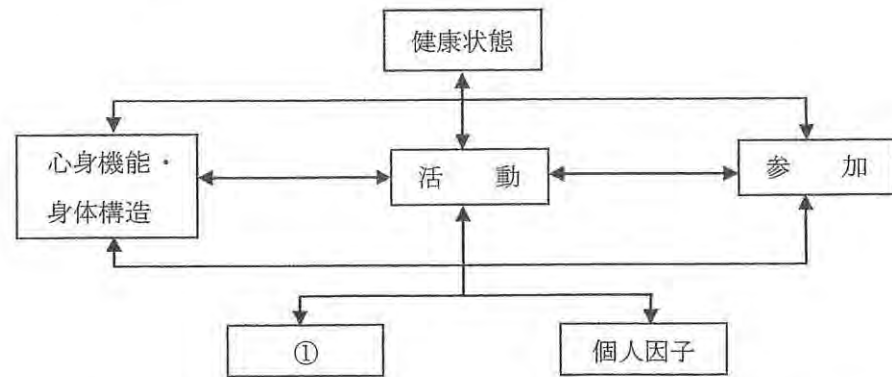 健康状態
心身機能・
身体構造
活　動
参　加
①
個人因子